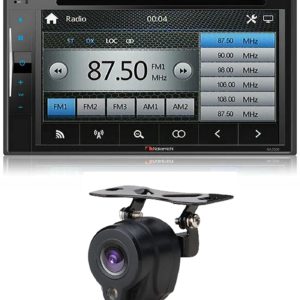 Radio
00:04
ST DX LOC
87.50
FM1
MHz
87.50 MHz
90.00 MHz
98.00 MHz
106.00 MHz
108.00 MHz
87.50 MHz
FM1 FM2 FM3 AM1 AM2
Nakamichi